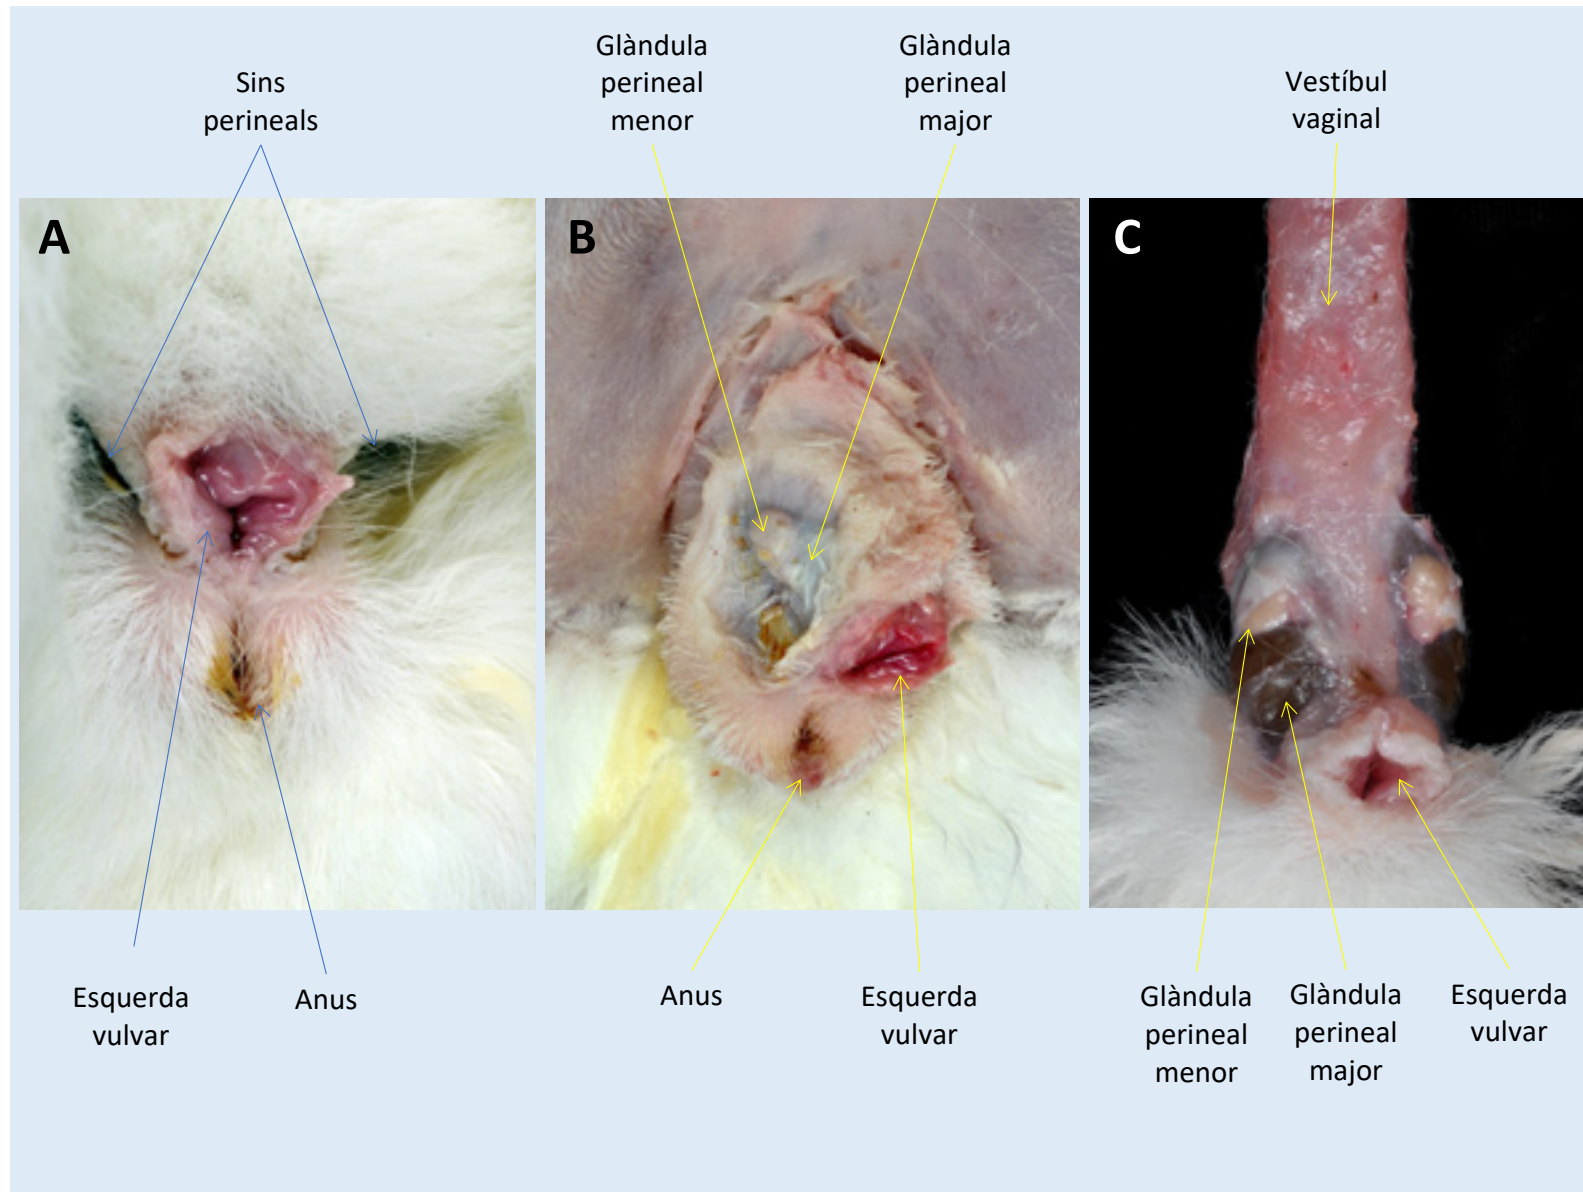 Sins
perineals
Glàndula
perineal
menor
Glàndula
perineal
major
Vestíbul
vaginal
A
B
C
Esquerda
vulvar
Anus
Anus
Esquerda
vulvar
Glàndula
perineal
menor
Glàndula
perineal
major
Esquerda
vulvar